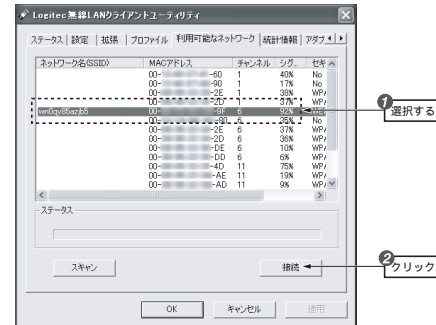 Logitec無線LANクライアントユーティリティ
ステータス 設定 拡張 プロファイル 利用可能なネットワーク 統計情報 アダプ
ネットワーク名(SSID) MACアドレス チャンネル シグ.. セキ
00- -60 1 40% No
00- -90 1 17% No
00- -2E 1 38% WP
00- -2D 1 37% WP
00- -9F 6 92%
00- 6 35% No
00- -2E 6 37% WP
00- -2D 6 36% WP
00- -DE 6 10% WP
00- -DD 6 6% WP
00- -4D 11 75% WP
00- -AE 11 19% WP
00- -AD 11 9% WP
1 選択する
ステータス
スキャン 接続
2 クリック
OK キャンセル 適用